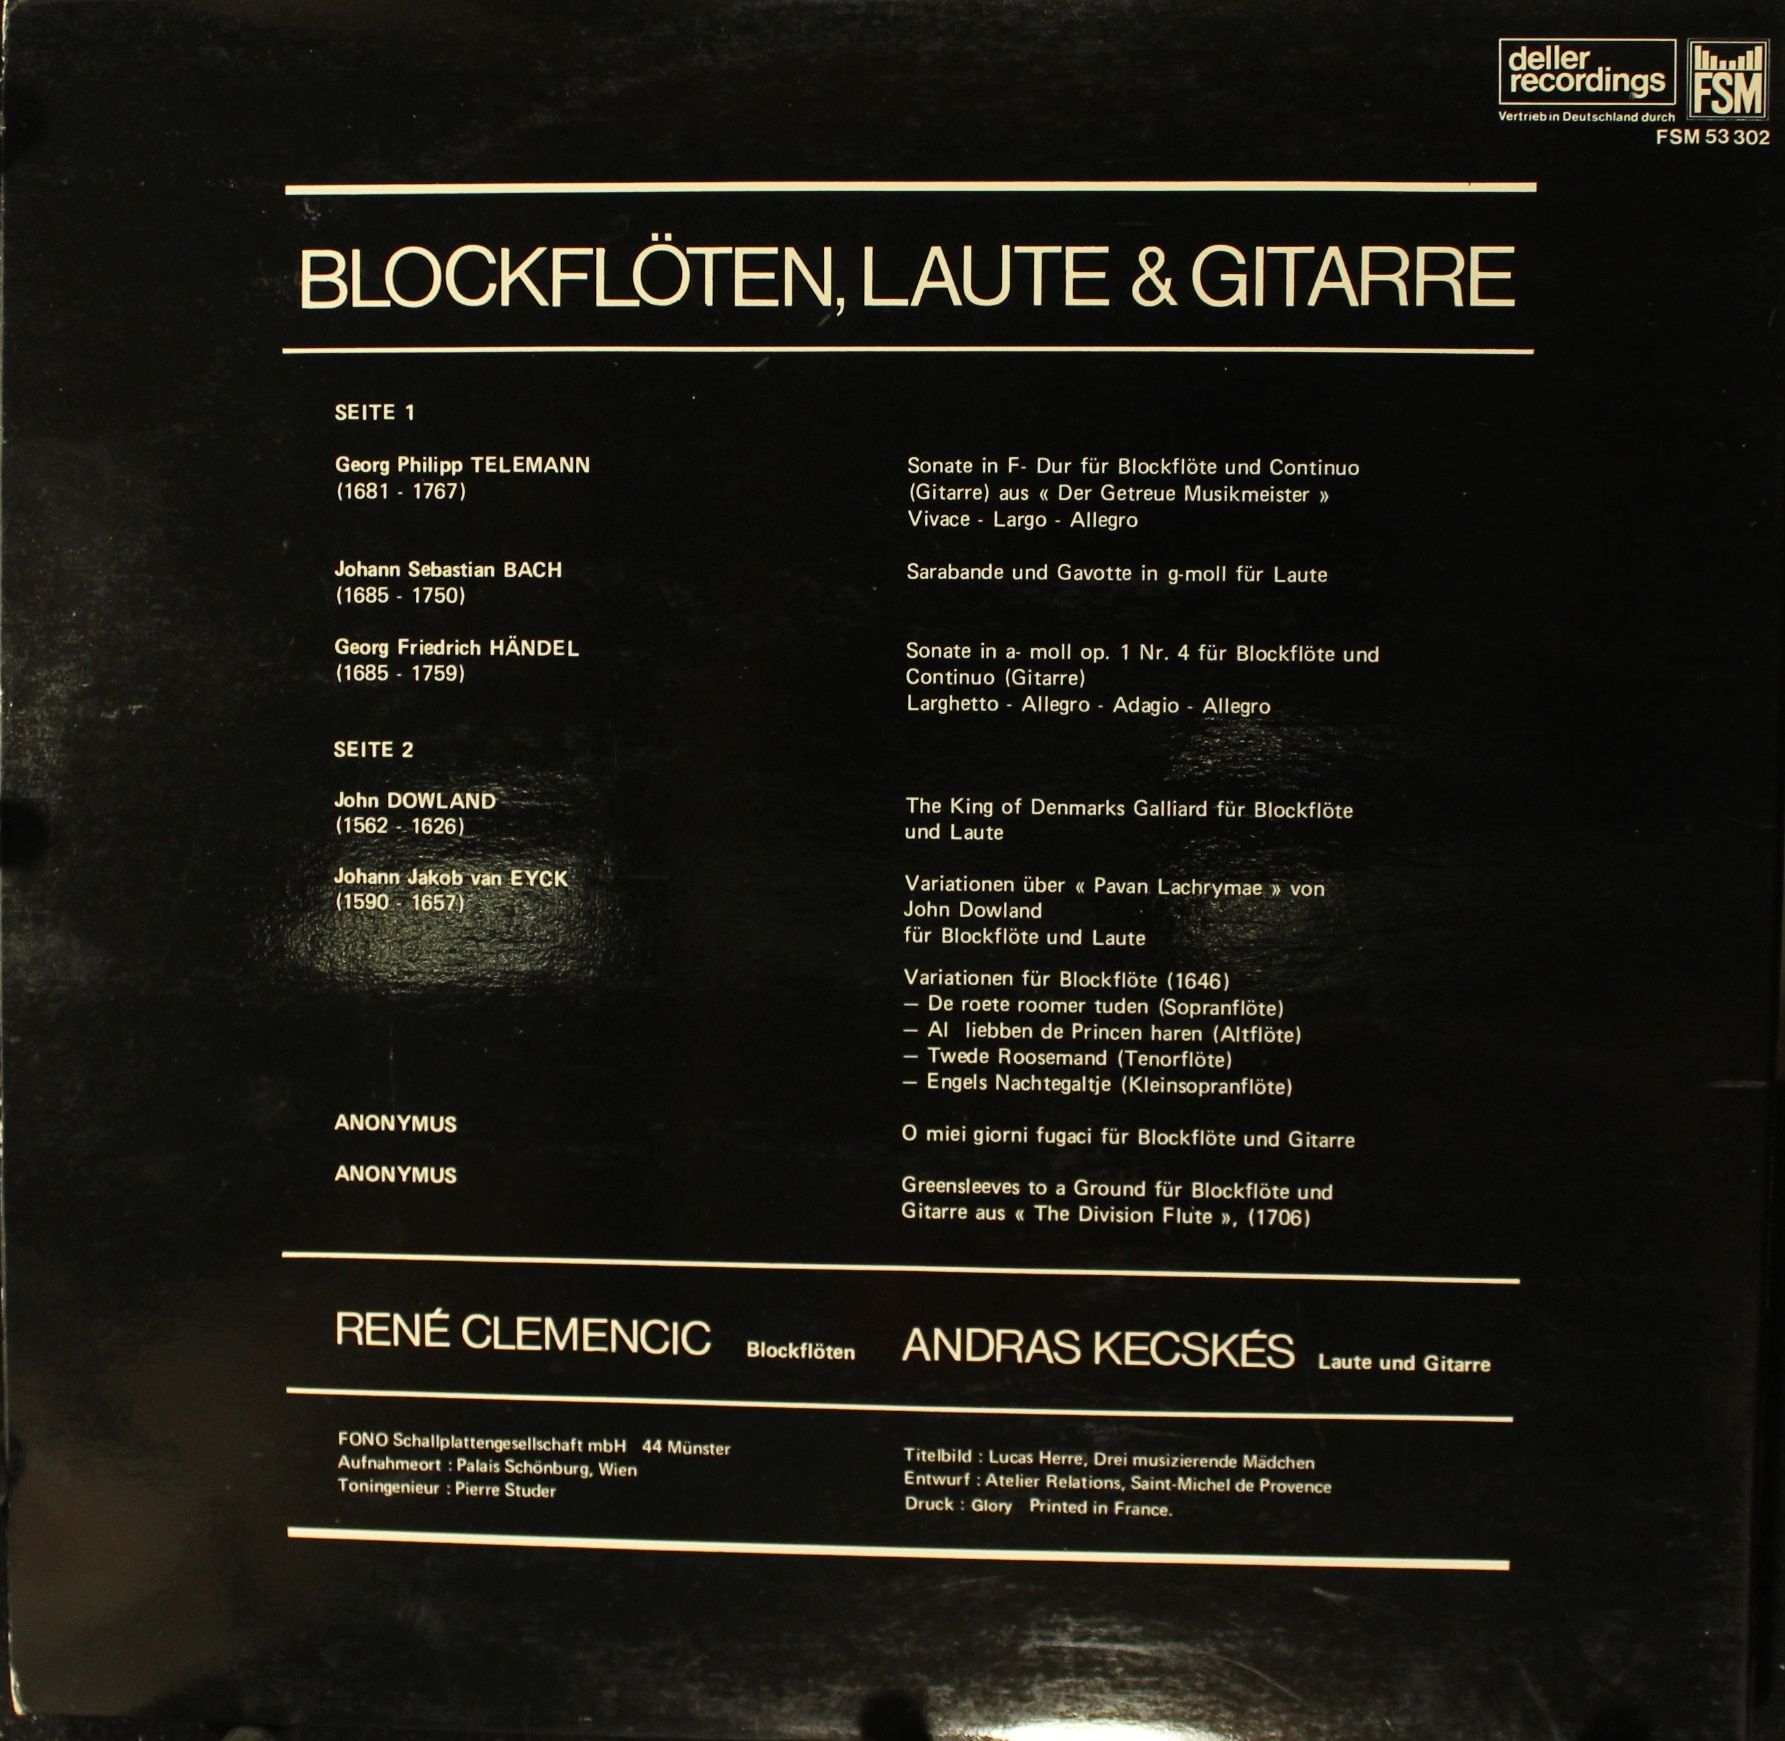 deller
recordings
FSM
Vertrieb in Deutschland durch
FSM 53 302
BLOCKFLÖTEN, LAUTE & GITARRE
SEITE 1
Georg Philipp TELEMANN
(1681 - 1767)
Sonate in F- Dur für Blockflöte und Continuo
(Gitarre) aus « Der Getreue Musikmeister »
Vivace - Largo - Allegro
Johann Sebastian BACH
(1685 - 1750)
Sarabande und Gavotte in g-moll für Laute
Georg Friedrich HÄNDEL
(1685 - 1759)
Sonate in a- moll op. 1 Nr. 4 für Blockflöte und
Continuo (Gitarre)
Larghetto - Allegro - Adagio - Allegro
SEITE 2
John DOWLAND
(1562 - 1626)
The King of Denmarks Galliard für Blockflöte
und Laute
Johann Jakob van EYCK
(1590 - 1657)
Variationen über « Pavan Lachrymae » von
John Dowland
für Blockflöte und Laute
Variationen für Blockflöte (1646)
— De roete roomer tuden (Sopranflöte)
— Al liebben de Princen haren (Altflöte)
— Twede Roosemand (Tenorflöte)
— Engels Nachtegaltje (Kleinsopranflöte)
ANONYMUS
O miei giorni fugaci für Blockflöte und Gitarre
ANONYMUS
Greensleeves to a Ground für Blockflöte und
Gitarre aus « The Division Flute », (1706)
RENÉ CLEMENCIC Blockflöten
ANDRAS KECSKÉS Laute und Gitarre
FONO Schallplattengesellschaft mbH 44 Münster
Aufnahmeort : Palais Schönburg, Wien
Toningenieur : Pierre Studer
Titelbild : Lucas Herre, Drei musizierende Mädchen
Entwurf : Atelier Relations, Saint-Michel de Provence
Druck : Glory Printed in France.